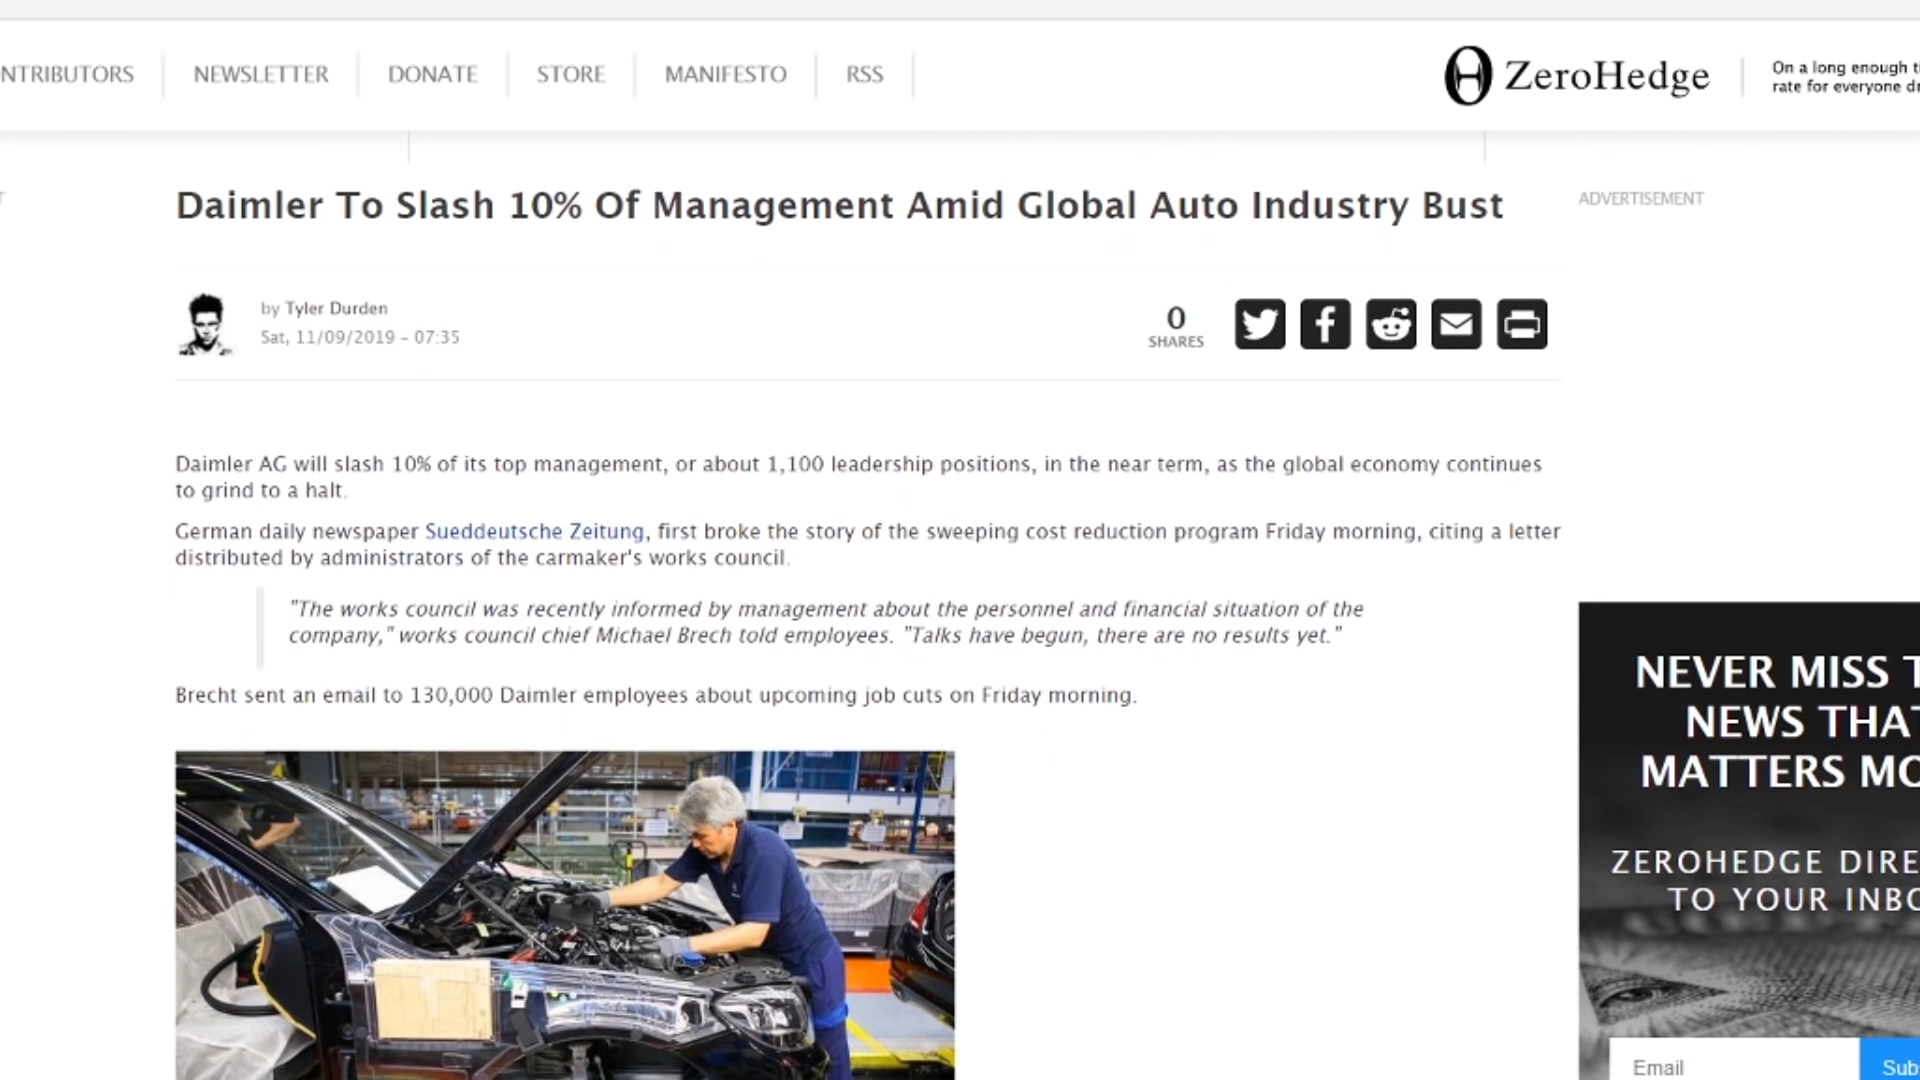 NEWSLETTER
DONATE
STORE
MANIFESTO
RSS
ZeroHedge
On a long enough
rate for everyone
Daimler To Slash 10% Of Management Amid Global Auto Industry Bust
ADVERTISEMENT
by Tyler Durden
Sat, 11/09/2019 – 07:35
0
SHARES
Daimler AG will slash 10% of its top management, or about 1,100 leadership positions, in the near term, as the global economy continues
to grind to a halt.
German daily newspaper Sueddeutsche Zeitung, first broke the story of the sweeping cost reduction program Friday morning, citing a letter
distributed by administrators of the carmaker's works council.
"The works council was recently informed by management about the personnel and financial situation of the
company," works council chief Michael Brech told employees. "Talks have begun, there are no results yet."
Brecht sent an email to 130,000 Daimler employees about upcoming job cuts on Friday morning.
NEVER MISS
NEWS
MATTERS
ZEROHEDGE
TO YOUR
Email